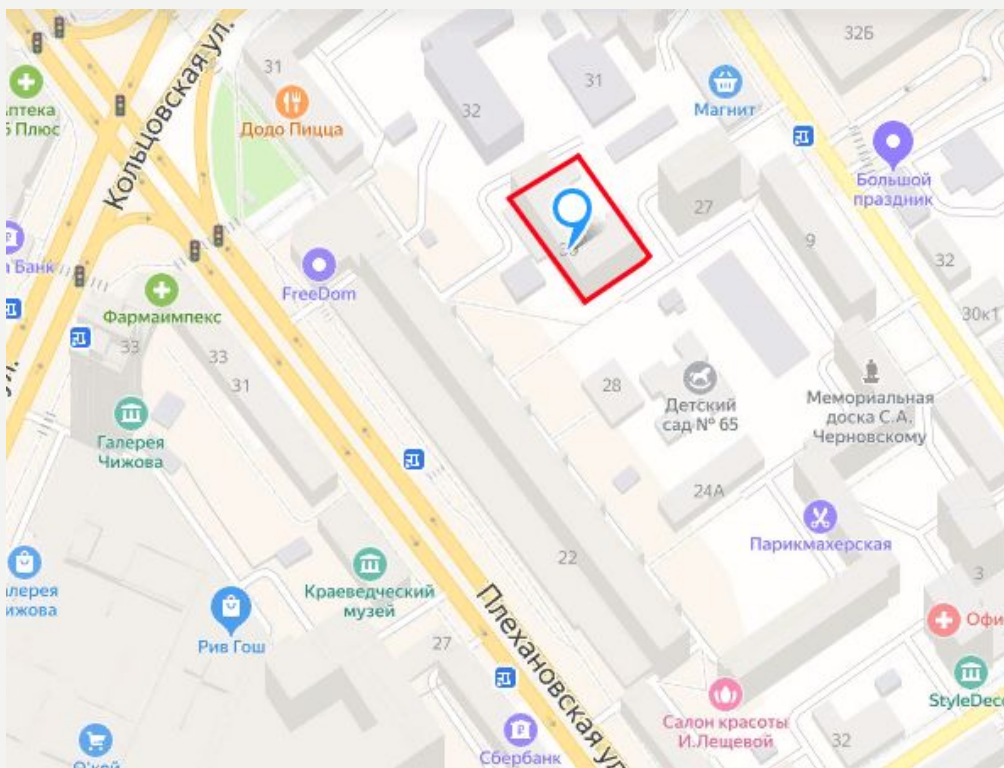 32Б
31
31
32
Додо Пицца
Магнит
Кольцовская ул.
Большой
праздник
27
9
32
FreeDom
Фармаимпекс
30к1
33
33
31
28
Детский
сад № 65
Мемориальная
доска С.А.
Черновскому
Галерея
Чижова
24А
Парикмахерская
22
3
Краеведческий
музей
Рив Гош
27
Плехановская ул
Салон красоты
И.Лещевой
32
StyleDeco
Сбербанк